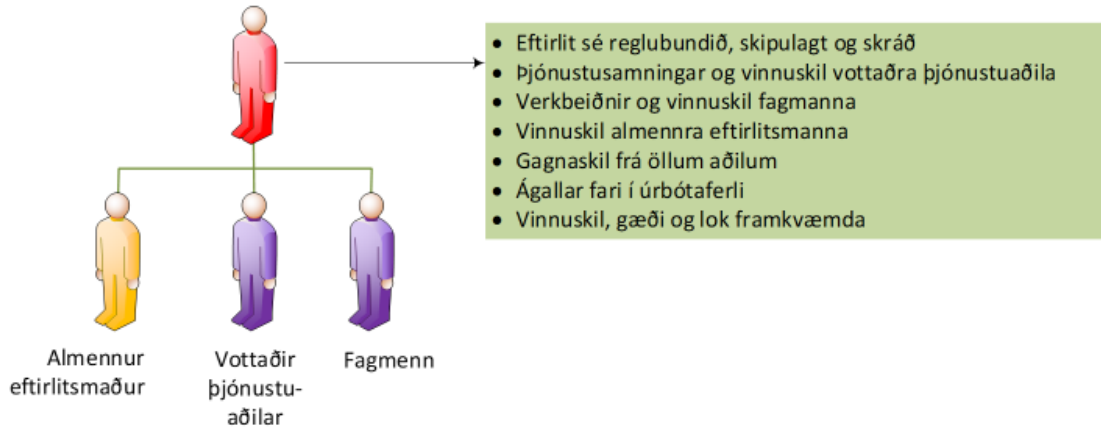 • Eftirlit sé reglubundið, skipulagt og skráð
• Þjónustusamningar og vinnuskil vottaðra þjónustuaðila
• Verkbeiðnir og vinnuskil fagmanna
• Vinnuskil almennra eftirlitsmanna
• Gagnaskil frá öllum aðilum
• Ágallar fari í úrbótaferli
• Vinnuskil, gæði og lok framkvæmda
Almennur
eftirlitsmaður
Vottaðir
þjónustu-
aðilar
Fagmenn